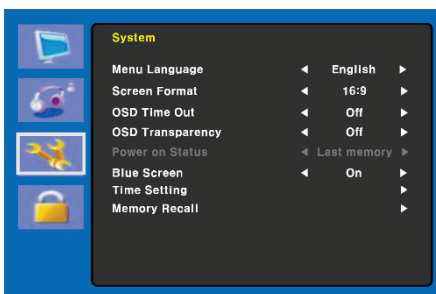 System
Menu Language English
Screen Format 16:9
OSD Time Out Off
OSD Transparency Off
Power on Status Last memory
Blue Screen On
Time Setting
Memory Recall